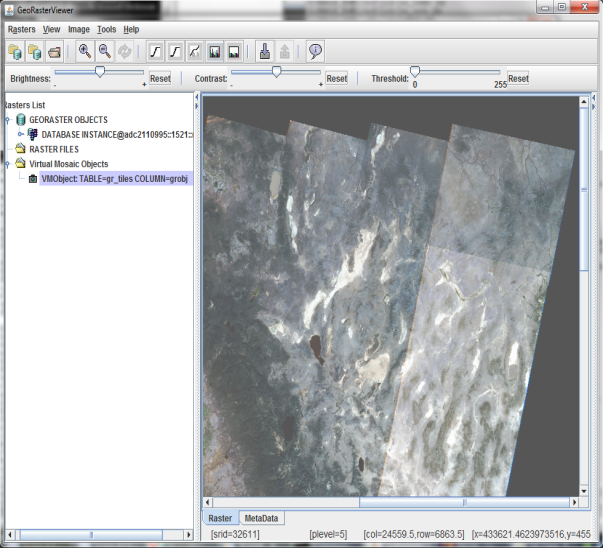 GeoRasterViewer
Rasters View Image Tools Help
Brightness: - + Reset Contrast: - + Reset Threshold: 0 255 Reset
Rasters List
GEORASTER OBJECTS
DATABASE INSTANCE@adc2110995::1521:
RASTER FILES
Virtual Mosaic Objects
VMObject: TABLE=gr_tiles COLUMN=grobj
Raster MetaData
[srid=32611] [plevel=5] [col=24559.5,row=6863.5] [x=433621.4623973516,y=455